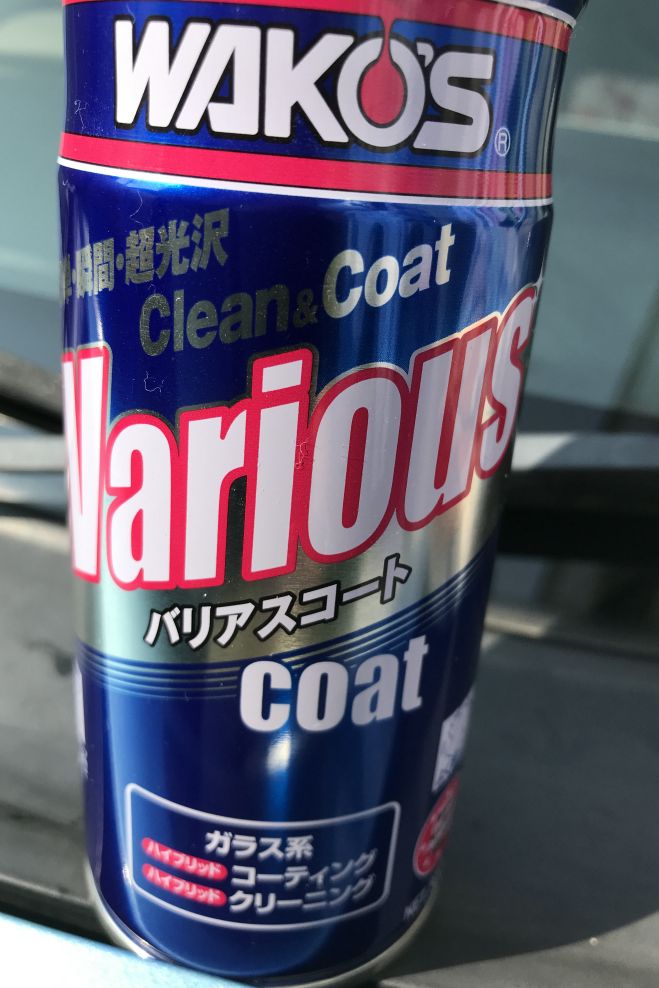 WAKO'S®
瞬間・超光沢
Clean&Coat
Various
バリアスコート
coat
ガラス系
ハイブリッド コーティング
ハイブリッド クリーニング